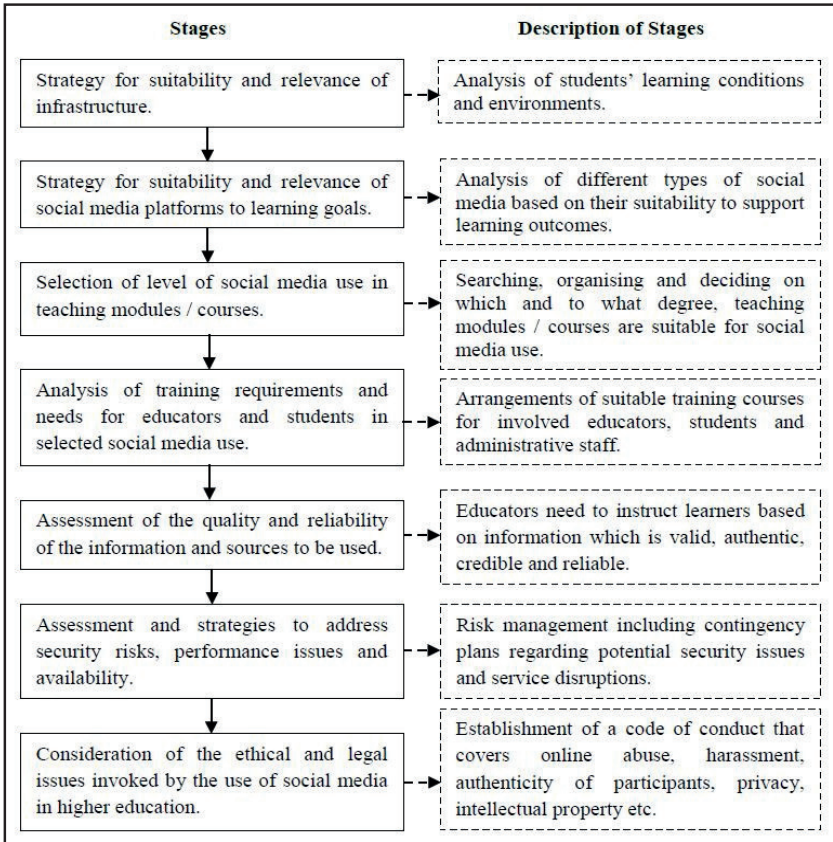 Stages
Description of Stages
Strategy for suitability and relevance of
infrastructure.
Analysis of students' learning conditions
and environments.
Strategy for suitability and relevance of
social media platforms to learning goals.
Analysis of different types of social
media based on their suitability to support
learning outcomes.
Selection of level of social media use in
teaching modules / courses.
Searching, organising and deciding on
which and to what degree, teaching
modules / courses are suitable for social
media use.
Analysis of training requirements and
needs for educators and students in
selected social media use.
Arrangements of suitable training courses
for involved educators, students and
administrative staff.
Assessment of the quality and reliability
of the information and sources to be used.
Educators need to instruct learners based
on information which is valid, authentic,
credible and reliable.
Assessment and strategies to address
security risks, performance issues and
availability.
Risk management including contingency
plans regarding potential security issues
and service disruptions.
Consideration of the ethical and legal
issues invoked by the use of social media
in higher education.
Establishment of a code of conduct that
covers online abuse, harassment,
authenticity of participants, privacy,
intellectual property etc.